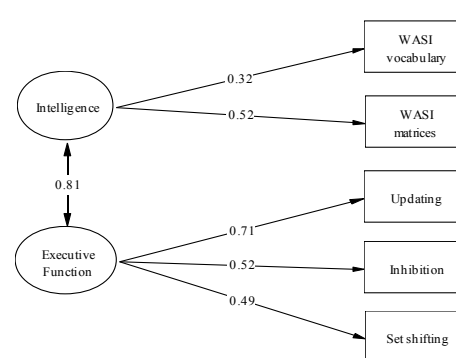 WASI
vocabulary
0.32
Intelligence
WASI
matrices
0.52
0.81
Updating
0.71
Executive
Function
0.52
Inhibition
0.49
Set shifting